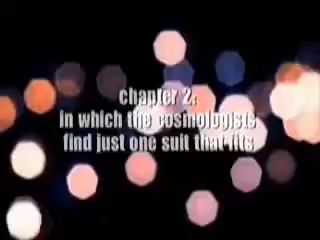 chapter 2:
in which the cosmologists
find just one suit that fits